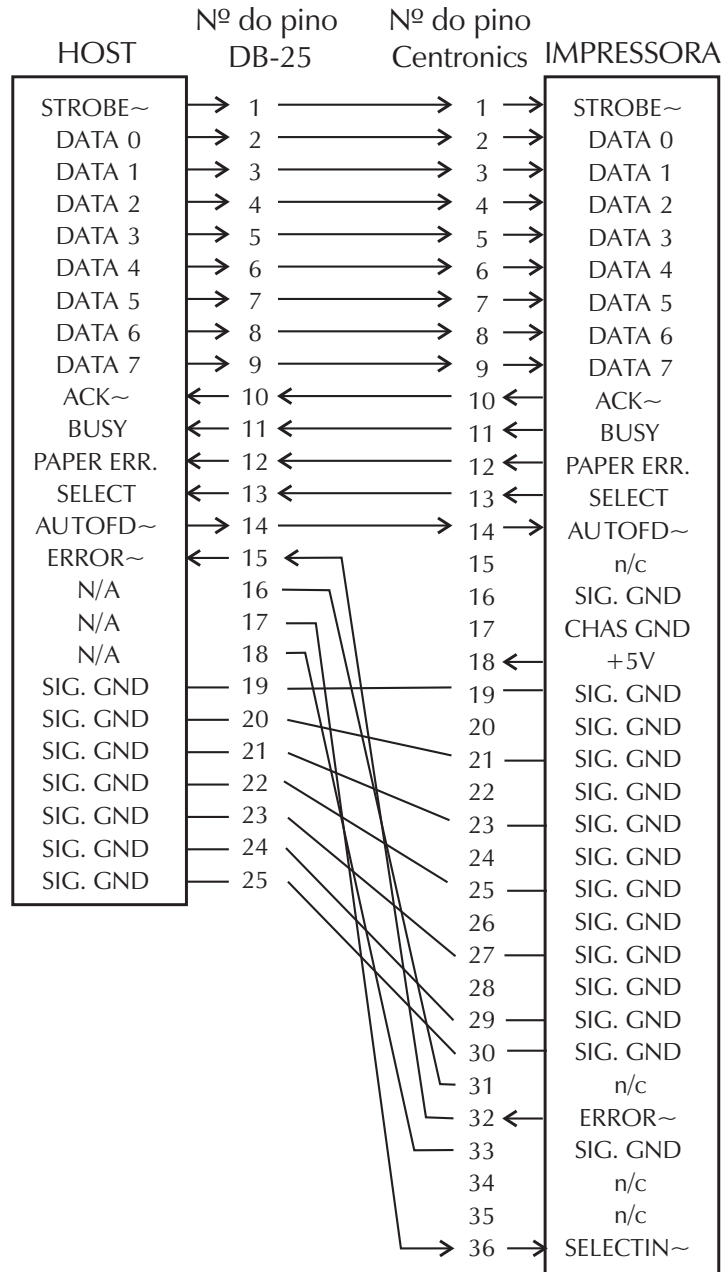 Nº do pino Nº do pino
HOST DB-25 Centronics IMPRESSORA
STROBE~ 1 1 STROBE~
DATA 0 2 2 DATA 0
DATA 1 3 3 DATA 1
DATA 2 4 4 DATA 2
DATA 3 5 5 DATA 3
DATA 4 6 6 DATA 4
DATA 5 7 7 DATA 5
DATA 6 8 8 DATA 6
DATA 7 9 9 DATA 7
ACK~ 10 10 ACK~
BUSY 11 11 BUSY
PAPER ERR. 12 12 PAPER ERR.
SELECT 13 13 SELECT
AUTOFD~ 14 14 AUTOFD~
ERROR~ 15 15 n/c
N/A 16 16 SIG. GND
N/A 17 17 CHAS GND
N/A 18 18 +5V
SIG. GND 19 19 SIG. GND
SIG. GND 20 20 SIG. GND
SIG. GND 21 21 SIG. GND
SIG. GND 22 22 SIG. GND
SIG. GND 23 23 SIG. GND
SIG. GND 24 24 SIG. GND
SIG. GND 25 25 SIG. GND
26 SIG. GND
27 SIG. GND
28 SIG. GND
29 SIG. GND
30 SIG. GND
31 n/c
32 ERROR~
33 SIG. GND
34 n/c
35 n/c
36 SELECTIN~